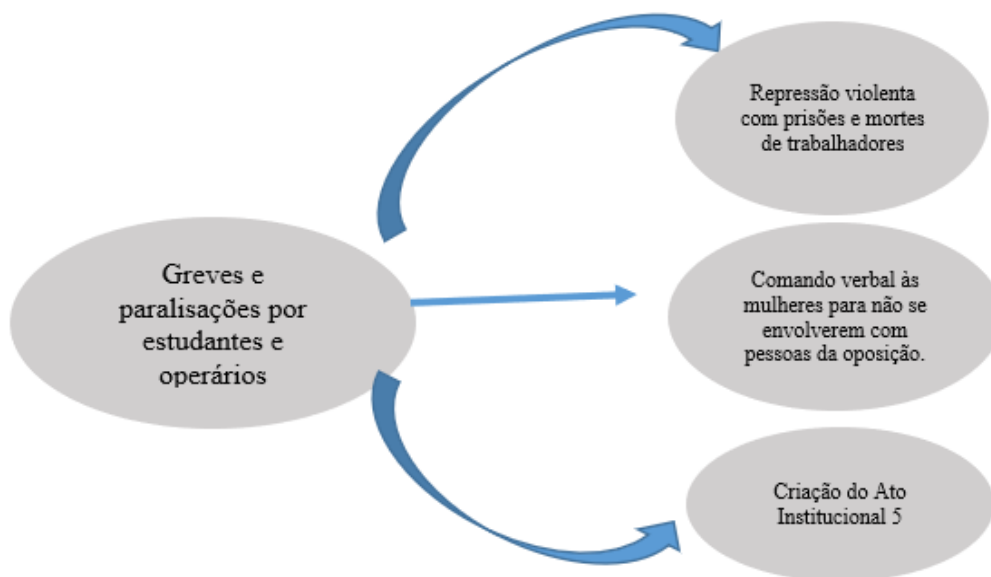 Greves e
paralisações por
estudantes e
operários
Repressão violenta
com prisões e mortes
de trabalhadores
Comando verbal às
mulheres para não se
envolverem com
pessoas da oposição.
Criação do Ato
Institucional 5